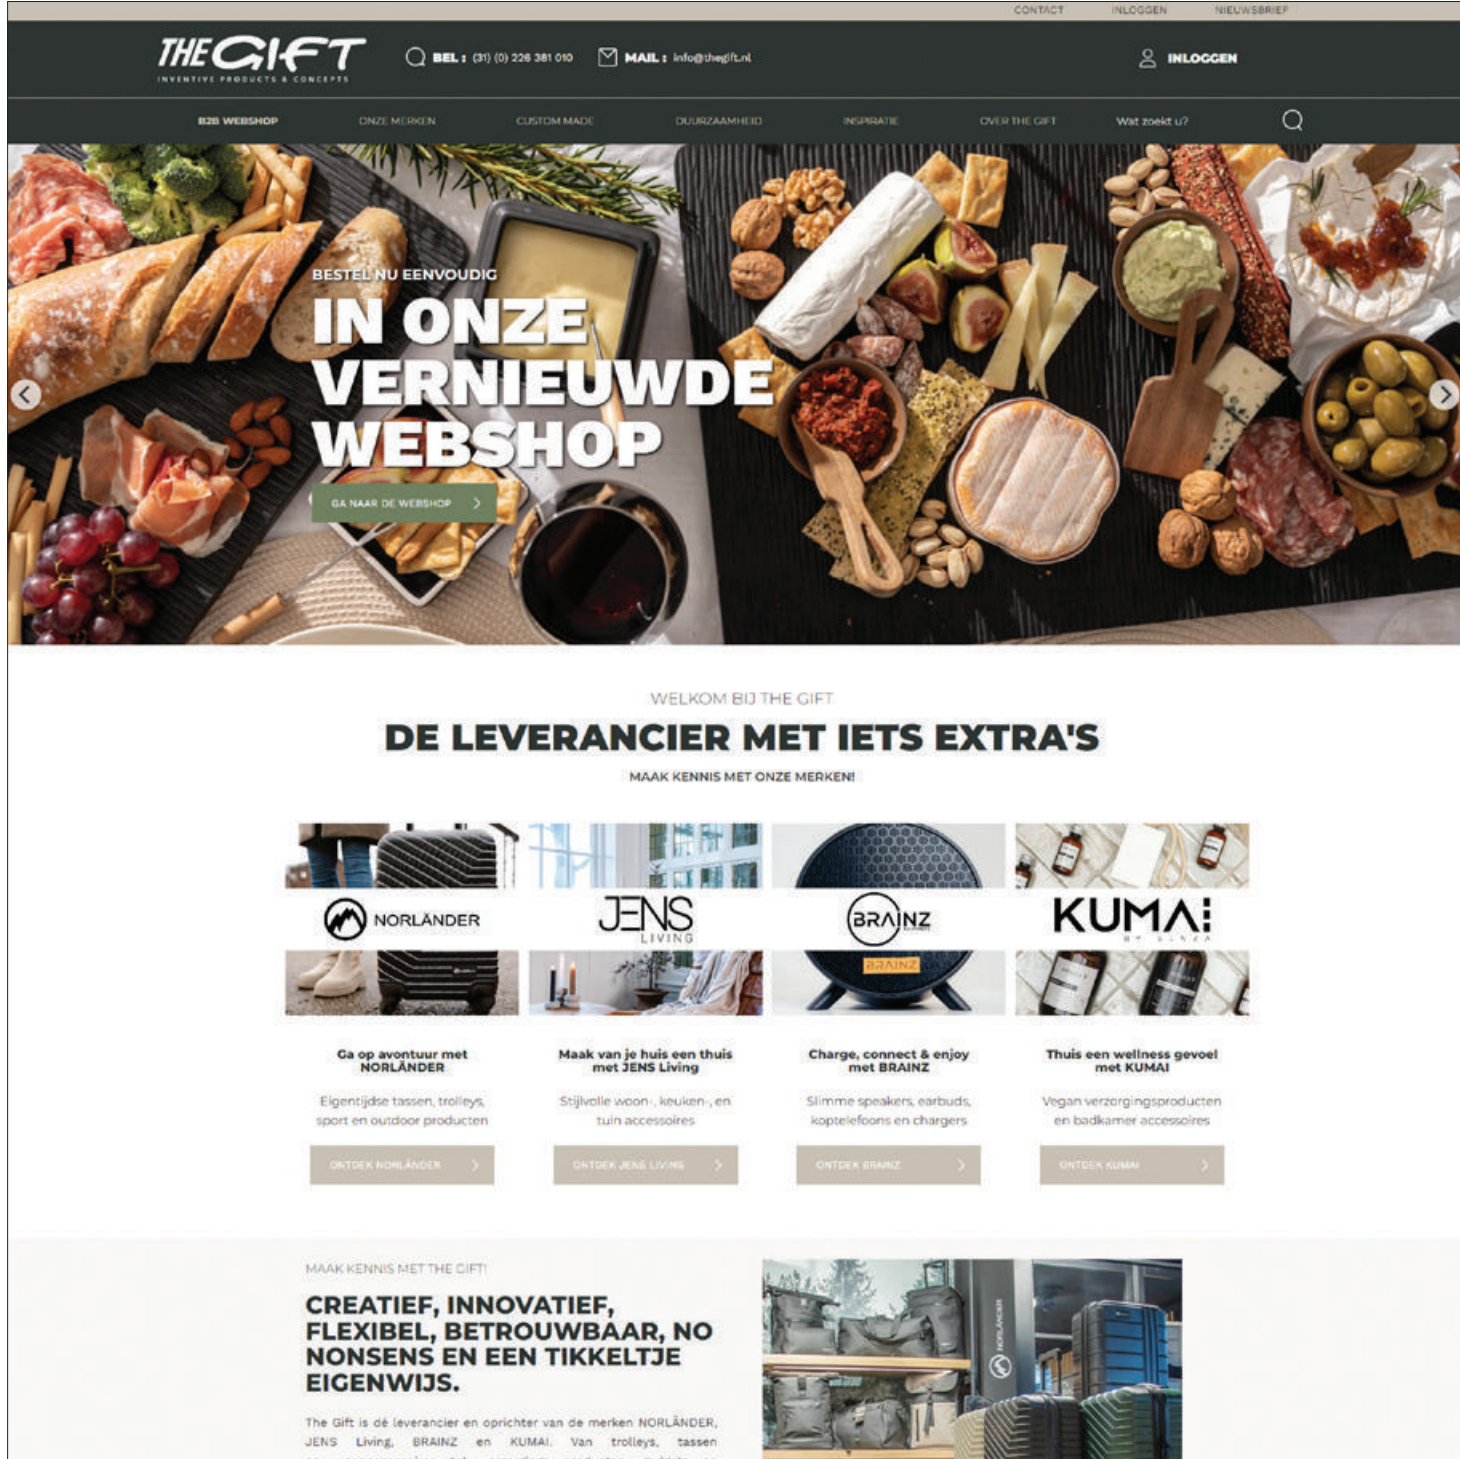 CONTACT INLOGGEN NIEUWSBRIEF
THE GIFT
INVENTIVE PRODUCTS & CONCEPTS
BEL : (31) (0) 226 381 010
MAIL : info@thegift.nl
INLOGGEN
B2B WEBSHOP ONZE MERKEN CUSTOM MADE DUURZAAMHEID INSPIRATIE OVER THE GIFT Wat zoekt u?
BESTEL NU EENVOUDIG
IN ONZE
VERNIEUWDE
WEBSHOP
GA NAAR DE WEBSHOP
WELKOM BIJ THE GIFT
DE LEVERANCIER MET IETS EXTRA'S
MAAK KENNIS MET ONZE MERKEN!
NORLÄNDER
JENS
LIVING
BRAINZ
BRAINZ
KUMAI
Ga op avontuur met
NORLÄNDER
Eigentijdse tassen, trolleys,
sport en outdoor producten
ONTDEK NORLÄNDER
Maak van je huis een thuis
met JENS Living
Stijlvolle woon-, keuken-, en
tuin accessoires
ONTDEK JENS LIVING
Charge, connect & enjoy
met BRAINZ
Slimme speakers, earbuds,
koptelefoons en chargers
ONTDEK BRAINZ
Thuis een wellness gevoel
met KUMAI
Vegan verzorgingsproducten
en badkamer accessoires
ONTDEK KUMAI
MAAK KENNIS MET THE GIFT!
CREATIEF, INNOVATIEF,
FLEXIBEL, BETROUWBAAR, NO
NONSENS EN EEN TIKKELTJE
EIGENWIJS.
The Gift is dé leverancier en oprichter van de merken NORLÄNDER,
JENS Living, BRAINZ en KUMAI. Van trolleys, tassen
NORLÄNDER